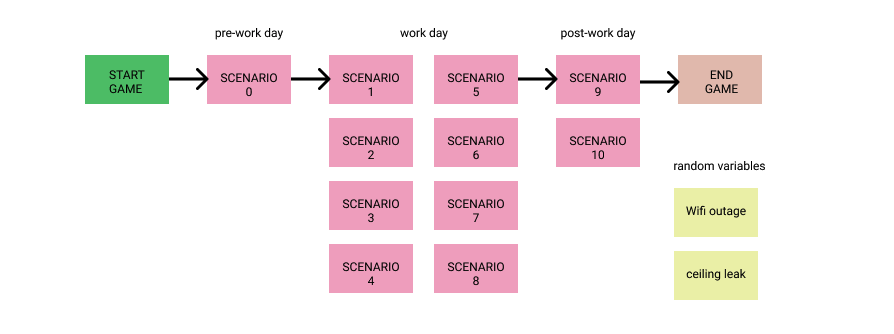 pre-work day
work day
post-work day
START
GAME
SCENARIO
0
SCENARIO
1
SCENARIO
5
SCENARIO
9
END
GAME
SCENARIO
2
SCENARIO
6
SCENARIO
10
random variables
SCENARIO
3
SCENARIO
7
Wifi outage
SCENARIO
4
SCENARIO
8
ceiling leak